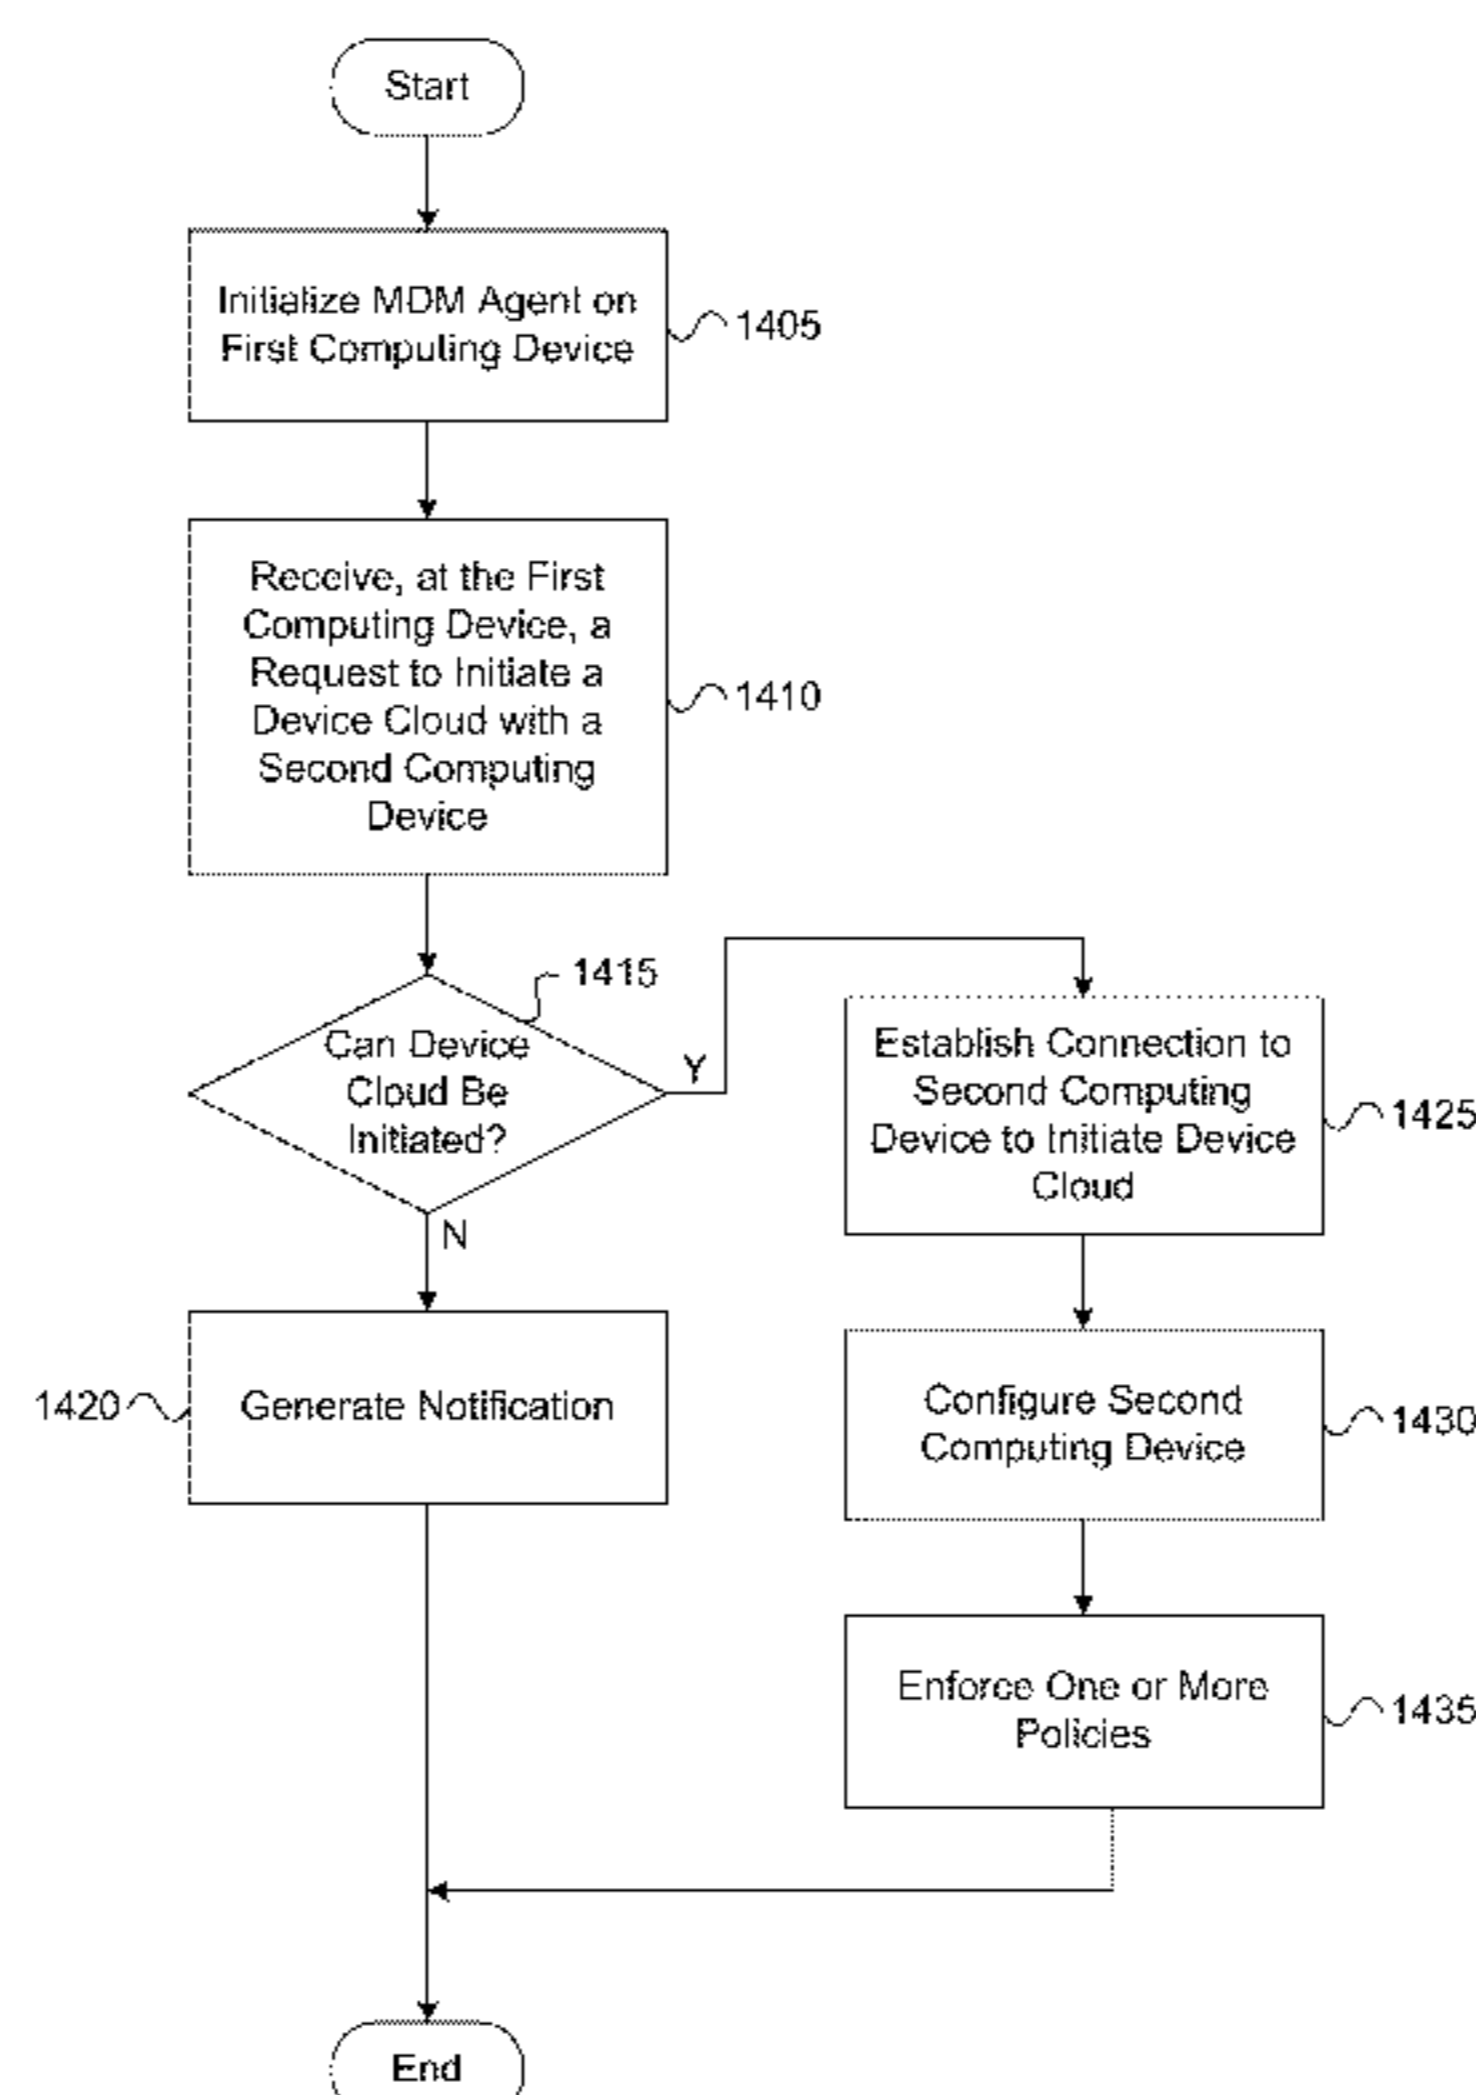 Start
Initialize MDM Agent on
First Computing Device
1405
Receive, at the First
Computing Device, a
Request to Initiate a
Device Cloud with a
Second Computing
Device
1410
1415
Can Device
Cloud Be
Initiated?
Y
N
Generate Notification
1420
Establish Connection to
Second Computing
Device to Initiate Device
Cloud
1425
Configure Second
Computing Device
1430
Enforce One or More
Policies
1435
End